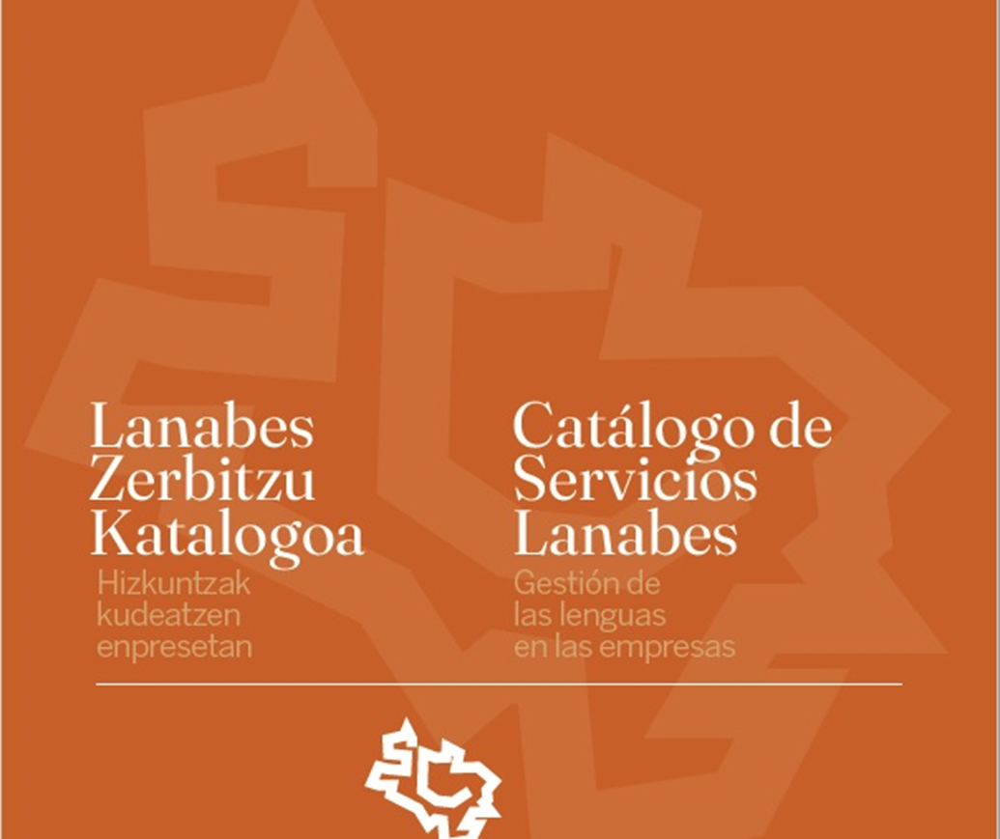 Lanabes
Zerbitzu
Katalogoa
Hizkuntzak
kudeatzen
enpresetan
Catálogo de
Servicios
Lanabes
Gestión de
las lenguas
en las empresas